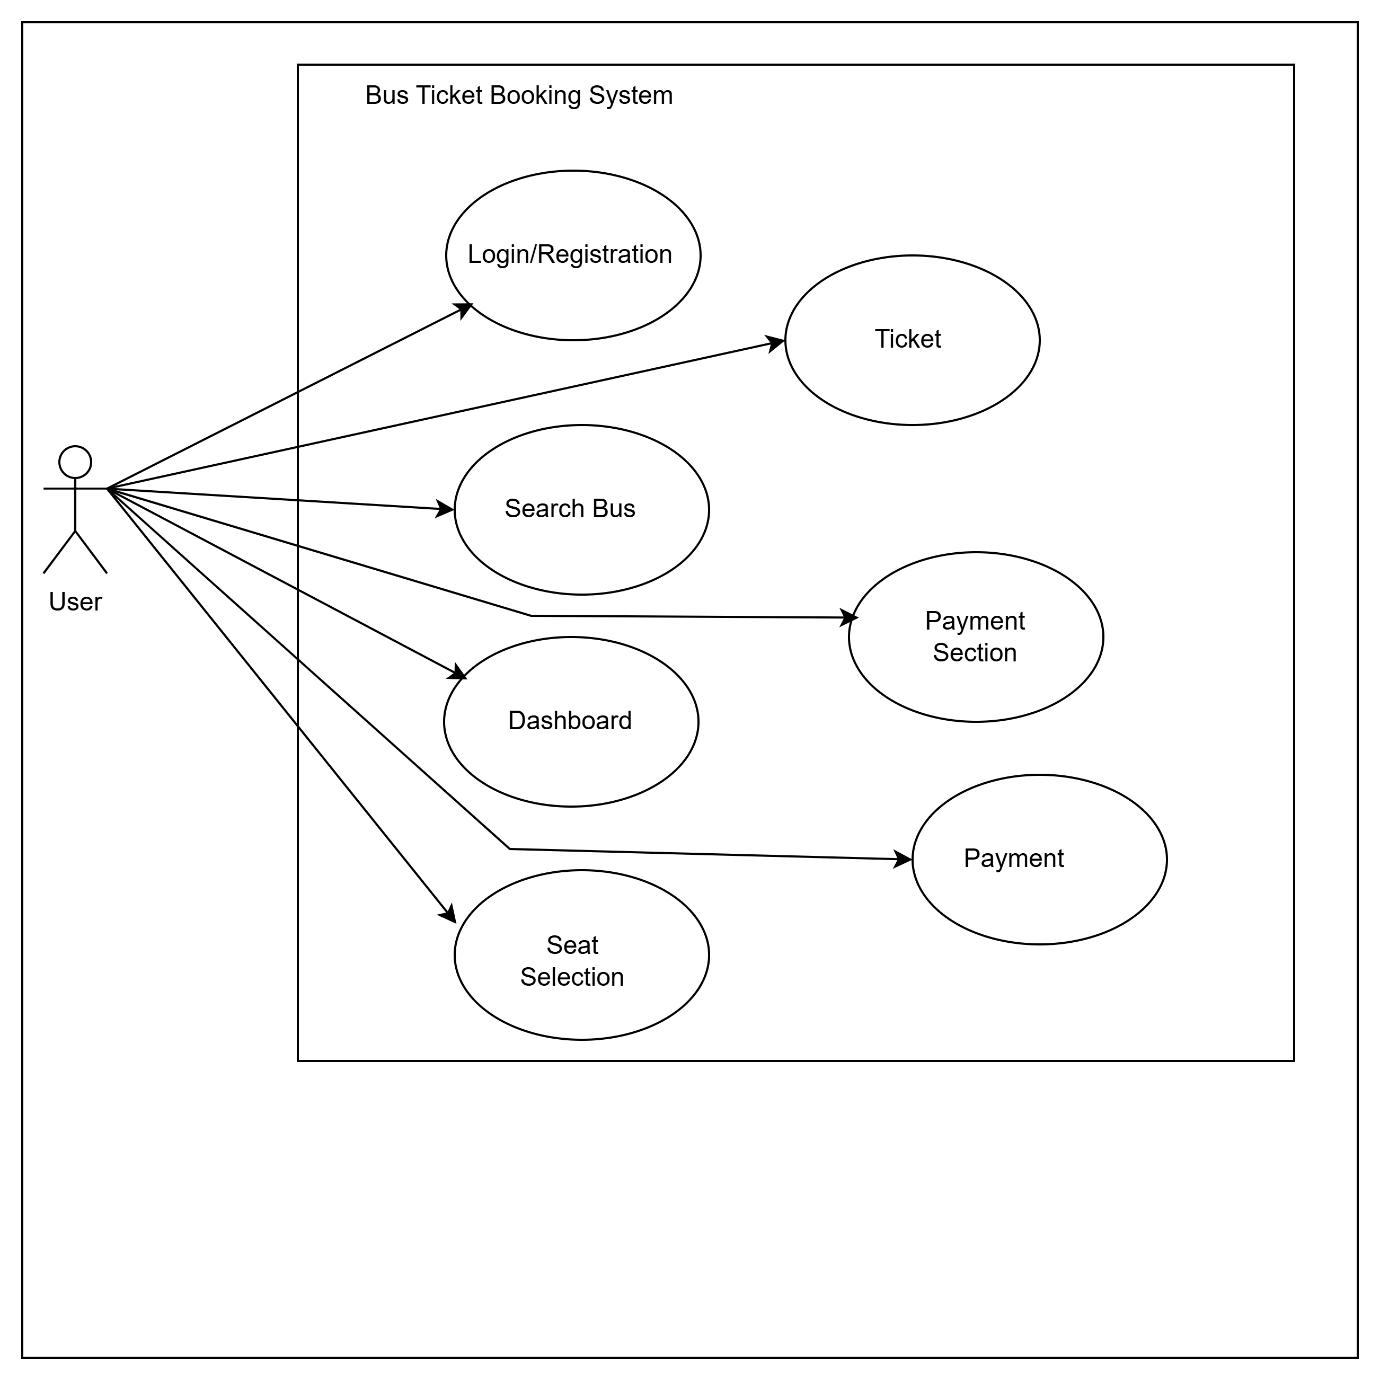 Bus Ticket Booking System
Login/Registration
Ticket
Search Bus
User
Payment
Section
Dashboard
Payment
Seat
Selection